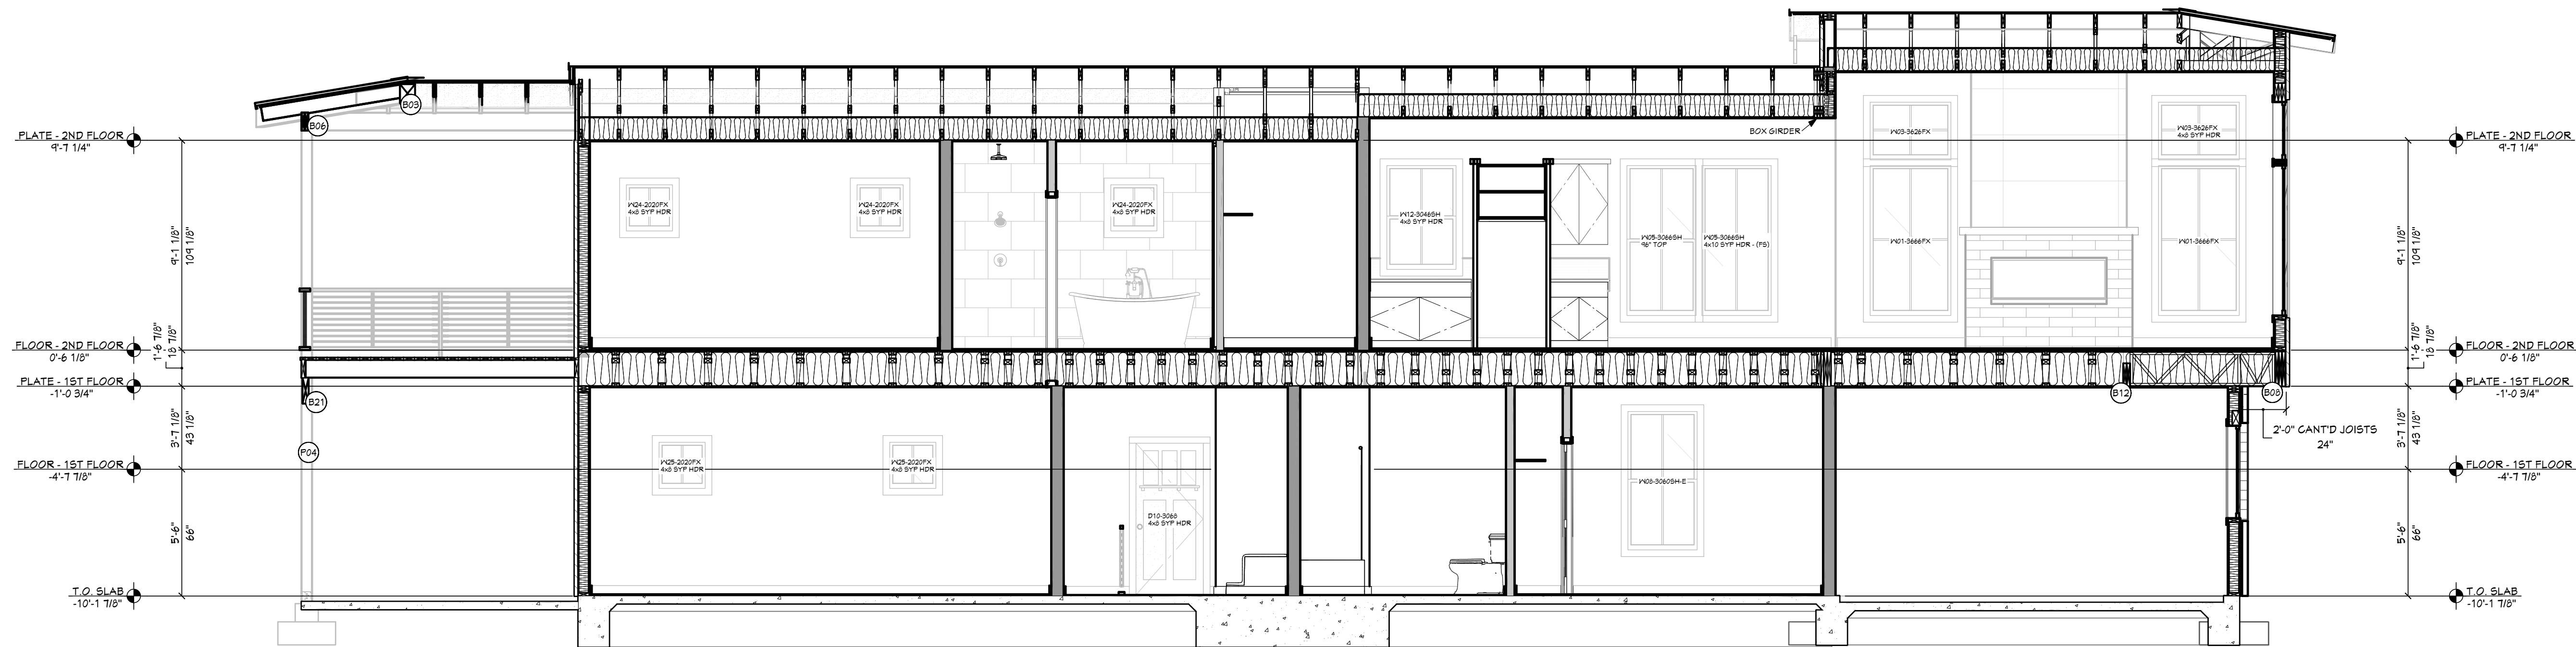 B03
B06
PLATE - 2ND FLOOR
9'-7 1/4"
BOX GIRDER
W03-3626FX
W03-3626FX
4x8 SYP HDR
PLATE - 2ND FLOOR
9'-7 1/4"
9'-1 1/8"
109 1/8"
W24-2020FX
4x8 SYP HDR
W24-2020FX
4x8 SYP HDR
W24-2020FX
4x8 SYP HDR
W12-3046SH
4x8 SYP HDR
W05-3066SH
96" TOP
W05-3066SH
4x10 SYP HDR - (FS)
W01-3666FX
W01-3666FX
9'-1 1/8"
109 1/8"
FLOOR - 2ND FLOOR
0'-6 1/8"
1'-6 7/8"
18 7/8"
FLOOR - 2ND FLOOR
0'-6 1/8"
1'-6 7/8"
18 7/8"
PLATE - 1ST FLOOR
-1'-0 3/4"
B21
B12
B08
PLATE - 1ST FLOOR
-1'-0 3/4"
3'-7 1/8"
43 1/8"
2'-0" CANT'D JOISTS
24"
3'-7 1/8"
43 1/8"
P04
W25-2020FX
4x8 SYP HDR
W25-2020FX
4x8 SYP HDR
FLOOR - 1ST FLOOR
-4'-7 7/8"
W08-3060SH-E
FLOOR - 1ST FLOOR
-4'-7 7/8"
D10-3068
4x8 SYP HDR
5'-6"
66"
5'-6"
66"
T.O. SLAB
-10'-1 7/8"
T.O. SLAB
-10'-1 7/8"